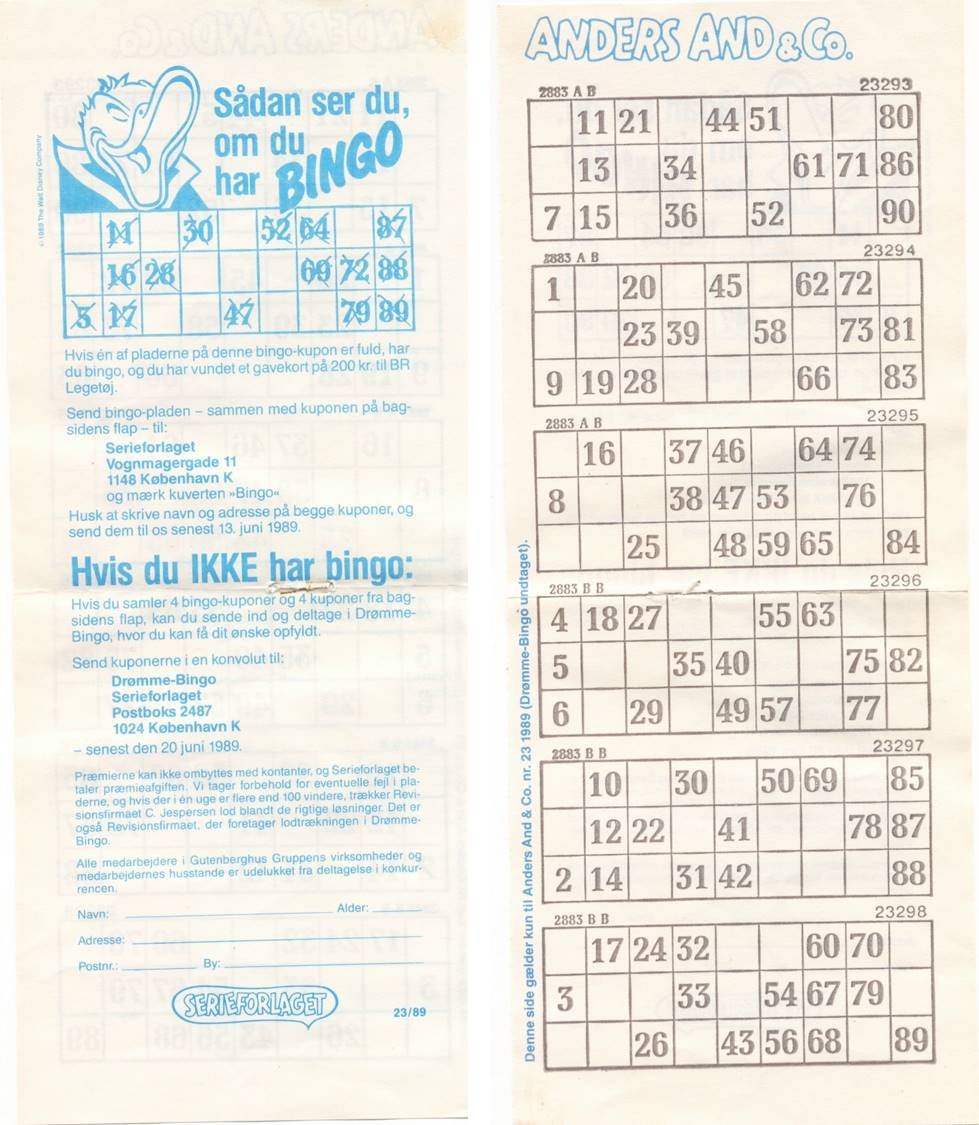 Sådan ser du,
om du
har BINGO
© 1989 The Walt Disney Company
11 30 52 64 87
16 28 69 72 88
5 17 47 79 89
Hvis én af pladerne på denne bingo-kupon er fuld, har
du bingo, og du har vundet et gavekort på 200 kr. til BR
Legetøj.
Send bingo-pladen – sammen med kuponen på bag-
sidens flap – til:
Serieforlaget
Vognmagergade 11
1148 København K
og mærk kuverten »Bingo«
Husk at skrive navn og adresse på begge kuponer, og
send dem til os senest 13. juni 1989.
Hvis du IKKE har bingo:
Hvis du samler 4 bingo-kuponer og 4 kuponer fra bag-
sidens flap, kan du sende ind og deltage i Drømme-
Bingo, hvor du kan få dit ønske opfyldt.
Send kuponerne i en konvolut til:
Drømme-Bingo
Serieforlaget
Postboks 2487
1024 København K
– senest den 20 juni 1989.
Præmierne kan ikke ombyttes med kontanter, og Serieforlaget be-
taler præmieafgiften. Vi tager forbehold for eventuelle fejl i pla-
derne, og hvis der i én uge er flere end 100 vindere, trækker Revi-
sionsfirmaet C. Jespersen lod blandt de rigtige løsninger. Det er
også Revisionsfirmaet, der foretager lodtrækningen i Drømme-
Bingo.
Alle medarbejdere i Gutenberghus Gruppens virksomheder og
medarbejdernes husstande er udelukket fra deltagelse i konkur-
rencen.
Navn: Alder:
Adresse:
Postnr.: By:
SERIEFORLAGET
23/89
ANDERS AND & Co.
2883 A B 23293
11 21 44 51 80
13 34 61 71 86
7 15 36 52 90
2883 A B 23294
1 20 45 62 72
23 39 58 73 81
9 19 28 66 83
2883 A B 23295
16 37 46 64 74
8 38 47 53 76
25 48 59 65 84
2883 B B 23296
4 18 27 55 63
5 35 40 75 82
6 29 49 57 77
2883 B B 23297
10 30 50 69 85
12 22 41 78 87
2 14 31 42 88
2883 B B 23298
17 24 32 60 70
3 33 54 67 79
26 43 56 68 89
Denne side gælder kun til Anders And & Co. nr. 23 1989 (Drømme-Bingo undtaget).